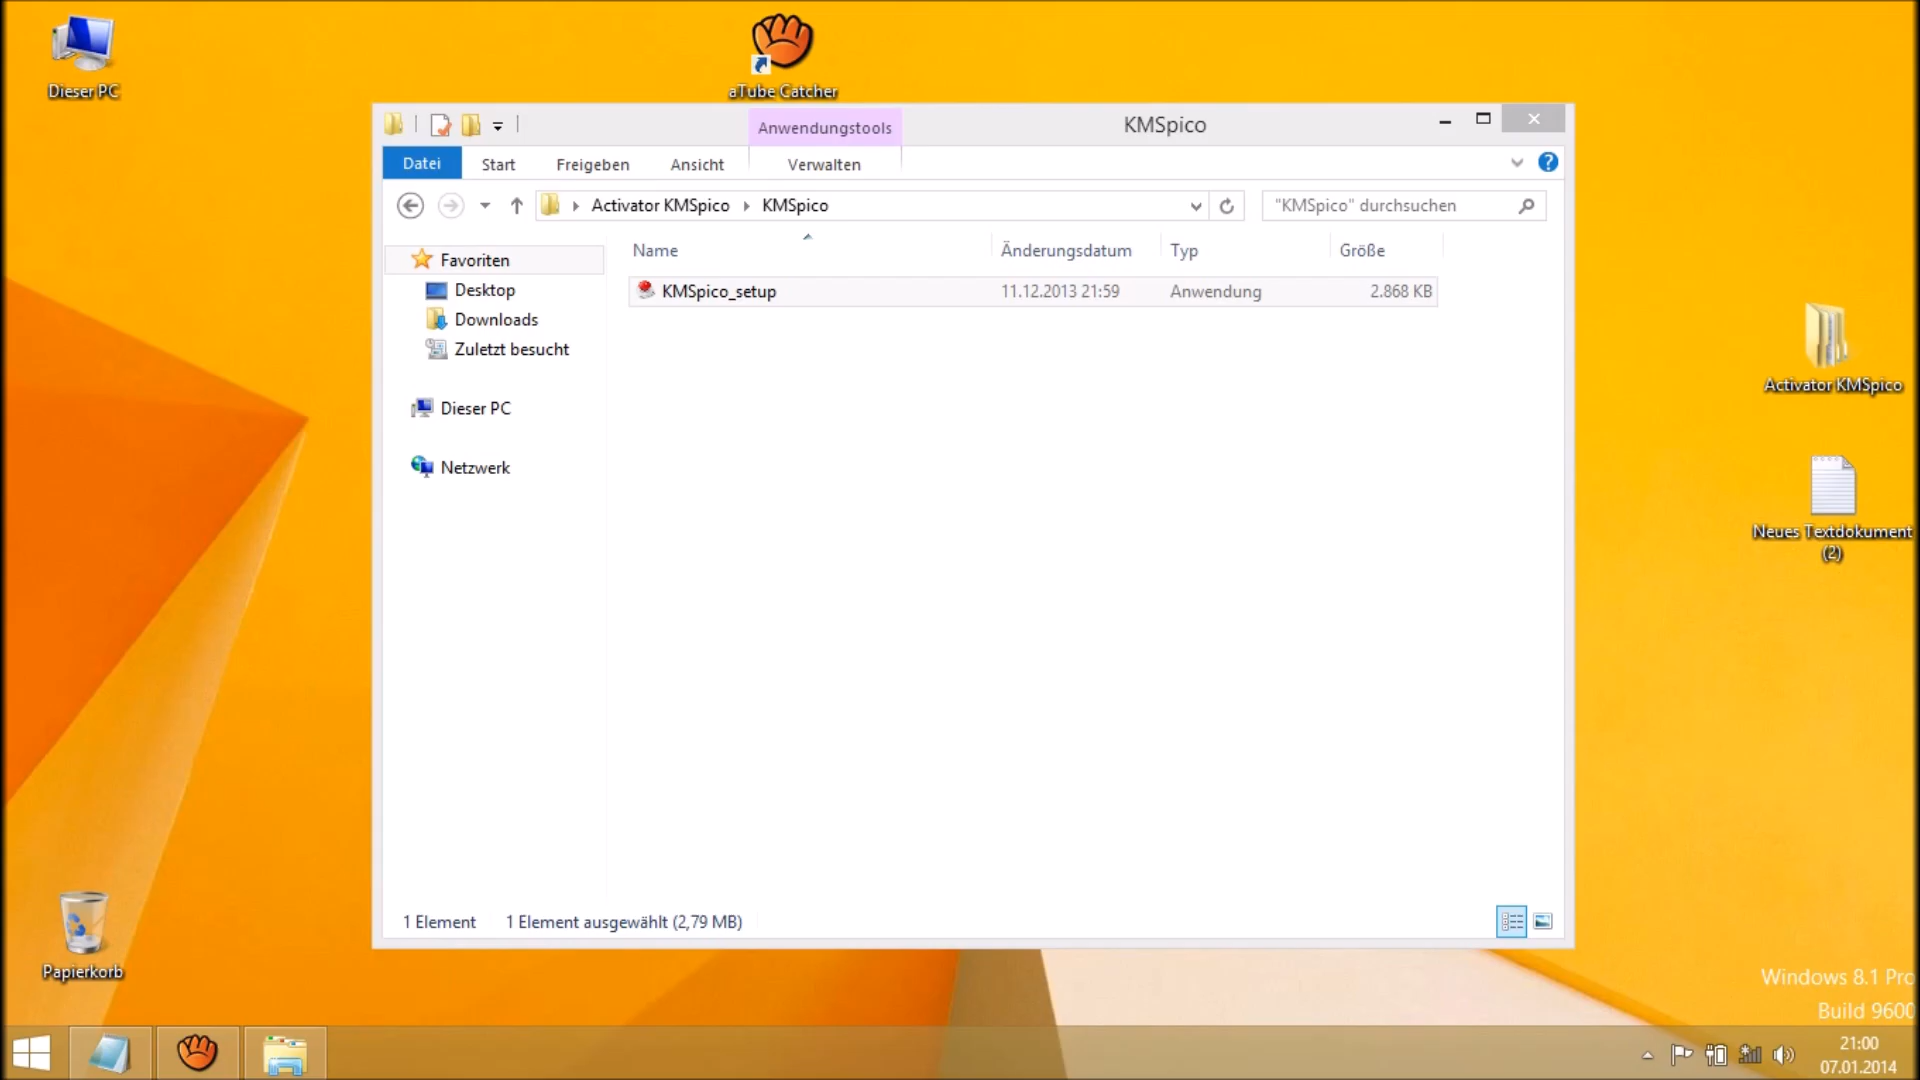 Dieser PC
aTube Catcher
Anwendungstools
KMSpico
Datei
Start
Freigeben
Ansicht
Verwalten
Activator KMSpico
KMSpico
"KMSpico" durchsuchen
Name
Änderungsdatum
Typ
Größe
KMSpico_setup
11.12.2013 21:59
Anwendung
2.868 KB
Favoriten
Desktop
Downloads
Zuletzt besucht
Dieser PC
Netzwerk
Activator KMSpico
Neues Textdokument
(2)
1 Element
1 Element ausgewählt (2,79 MB)
Papierkorb
Windows 8.1 Pro
Build 9600
21:00
07.01.2014